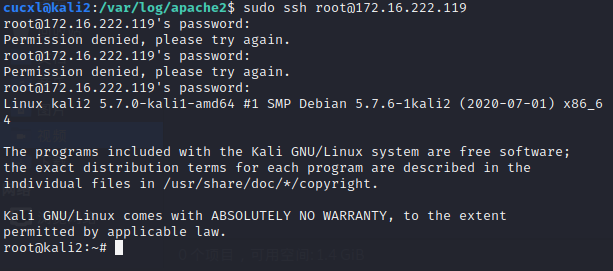 cucxl@kali2:/var/log/apache2$ sudo ssh root@172.16.222.119
root@172.16.222.119's password:
Permission denied, please try again.
root@172.16.222.119's password:
Permission denied, please try again.
root@172.16.222.119's password:
Linux kali2 5.7.0-kali1-amd64 #1 SMP Debian 5.7.6-1kali2 (2020-07-01) x86_6
4
The programs included with the Kali GNU/Linux system are free software;
the exact distribution terms for each program are described in the
individual files in /usr/share/doc/*/copyright.
Kali GNU/Linux comes with ABSOLUTELY NO WARRANTY, to the extent
permitted by applicable law.
root@kali2:~#